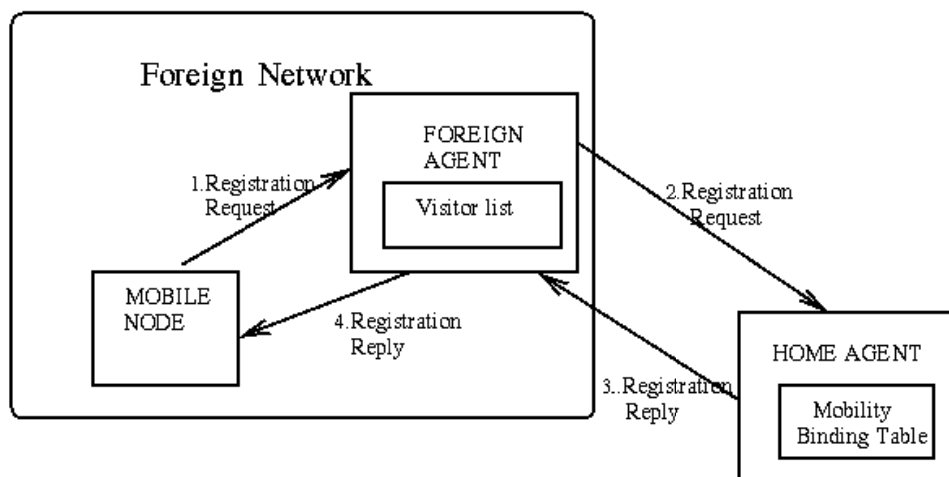 Foreign Network
FOREIGN
AGENT
Visitor list
1.Registration
Request
2.Registration
Request
MOBILE
NODE
4.Registration
Reply
HOME AGENT
3..Registration
Reply
Mobility
Binding Table